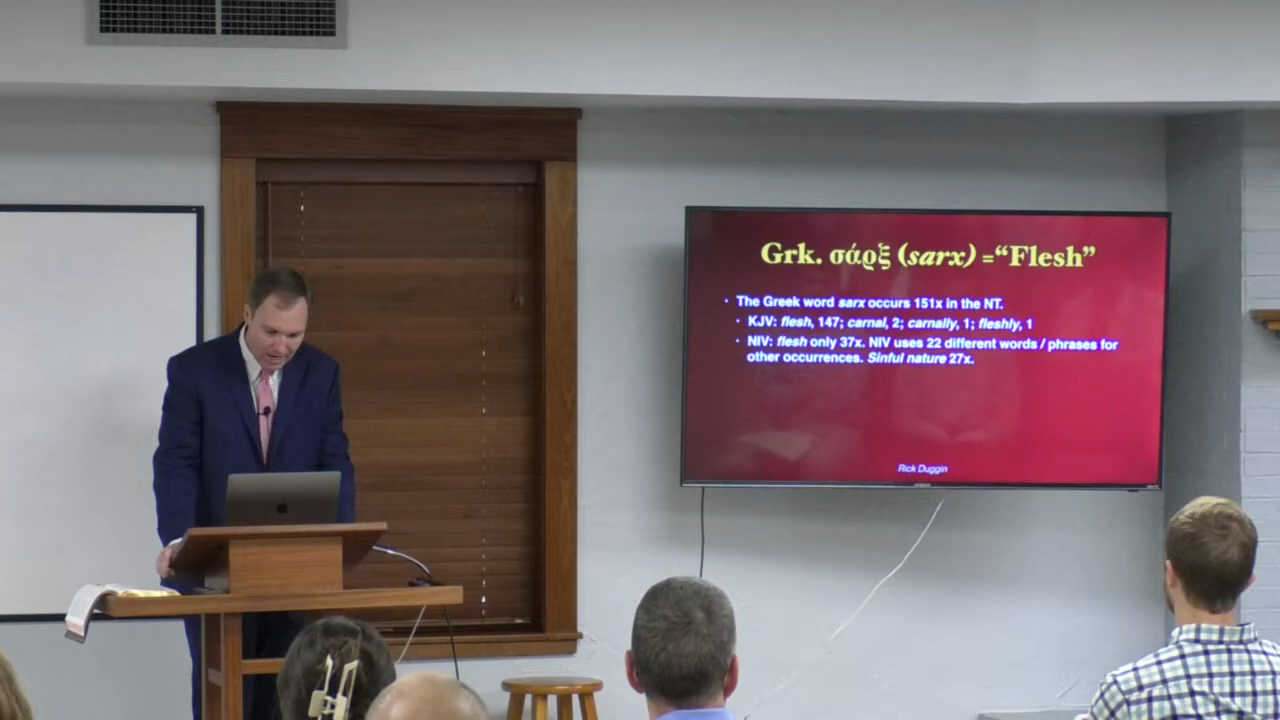 Grk. σάρξ (sarx) =“Flesh”
• The Greek word sarx occurs 151x in the NT.
• KJV: flesh, 147; carnal, 2; carnally, 1; fleshly, 1
• NIV: flesh only 37x. NIV uses 22 different words / phrases for
other occurrences. Sinful nature 27x.
Rick Duggin